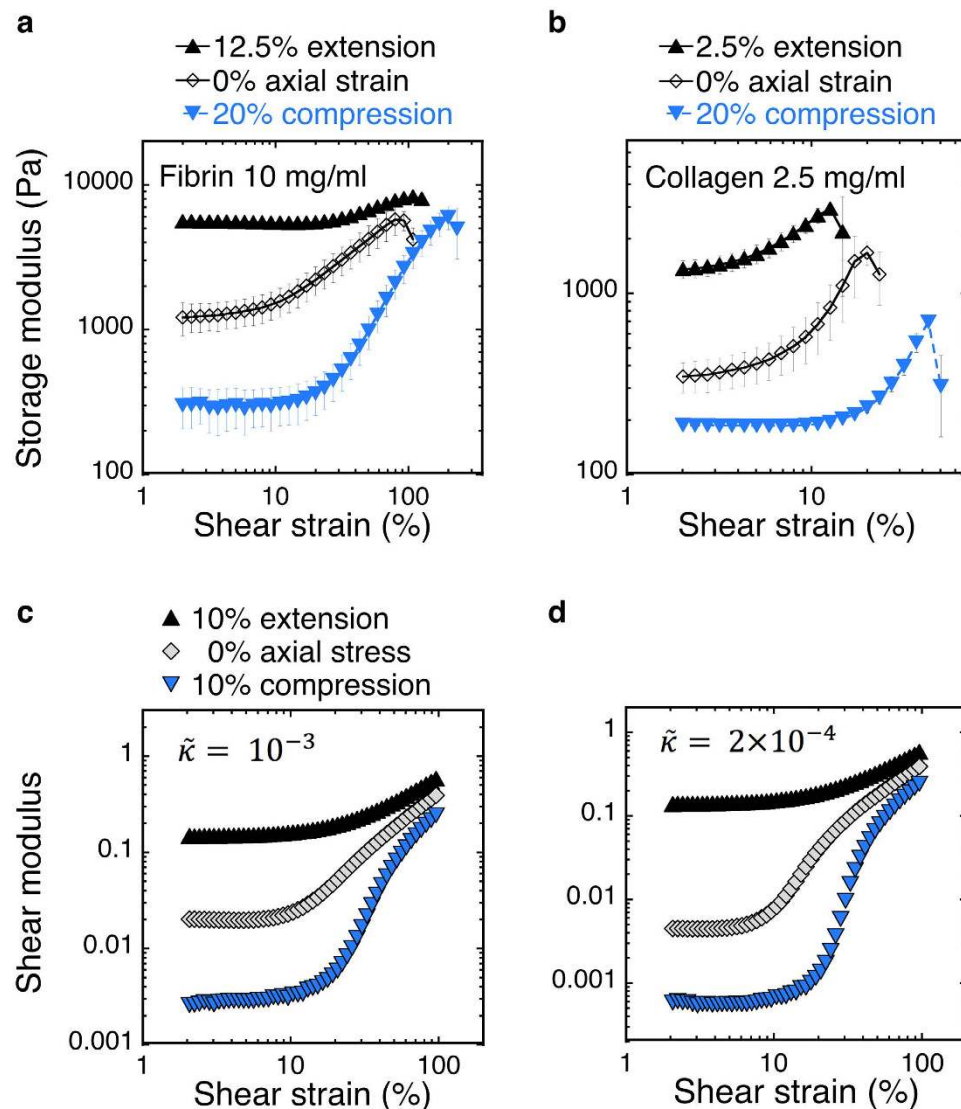 a
12.5% extension
0% axial strain
20% compression
Fibrin 10 mg/ml
Storage modulus (Pa)
10000
1000
100
1
10
100
Shear strain (%)
b
2.5% extension
0% axial strain
20% compression
Collagen 2.5 mg/ml
1000
100
1
10
Shear strain (%)
c
10% extension
0% axial stress
10% compression
κ̃ = 10⁻³
Shear modulus
1
0.1
0.01
0.001
1
10
100
Shear strain (%)
d
κ̃ = 2×10⁻⁴
1
0.1
0.01
0.001
1
10
100
Shear strain (%)